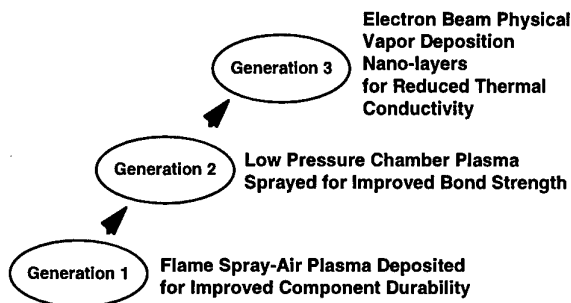 Electron Beam Physical
Vapor Deposition
Nano-layers
for Reduced Thermal
Conductivity
Generation 3
Generation 2
Low Pressure Chamber Plasma
Sprayed for Improved Bond Strength
Generation 1
Flame Spray-Air Plasma Deposited
for Improved Component Durability